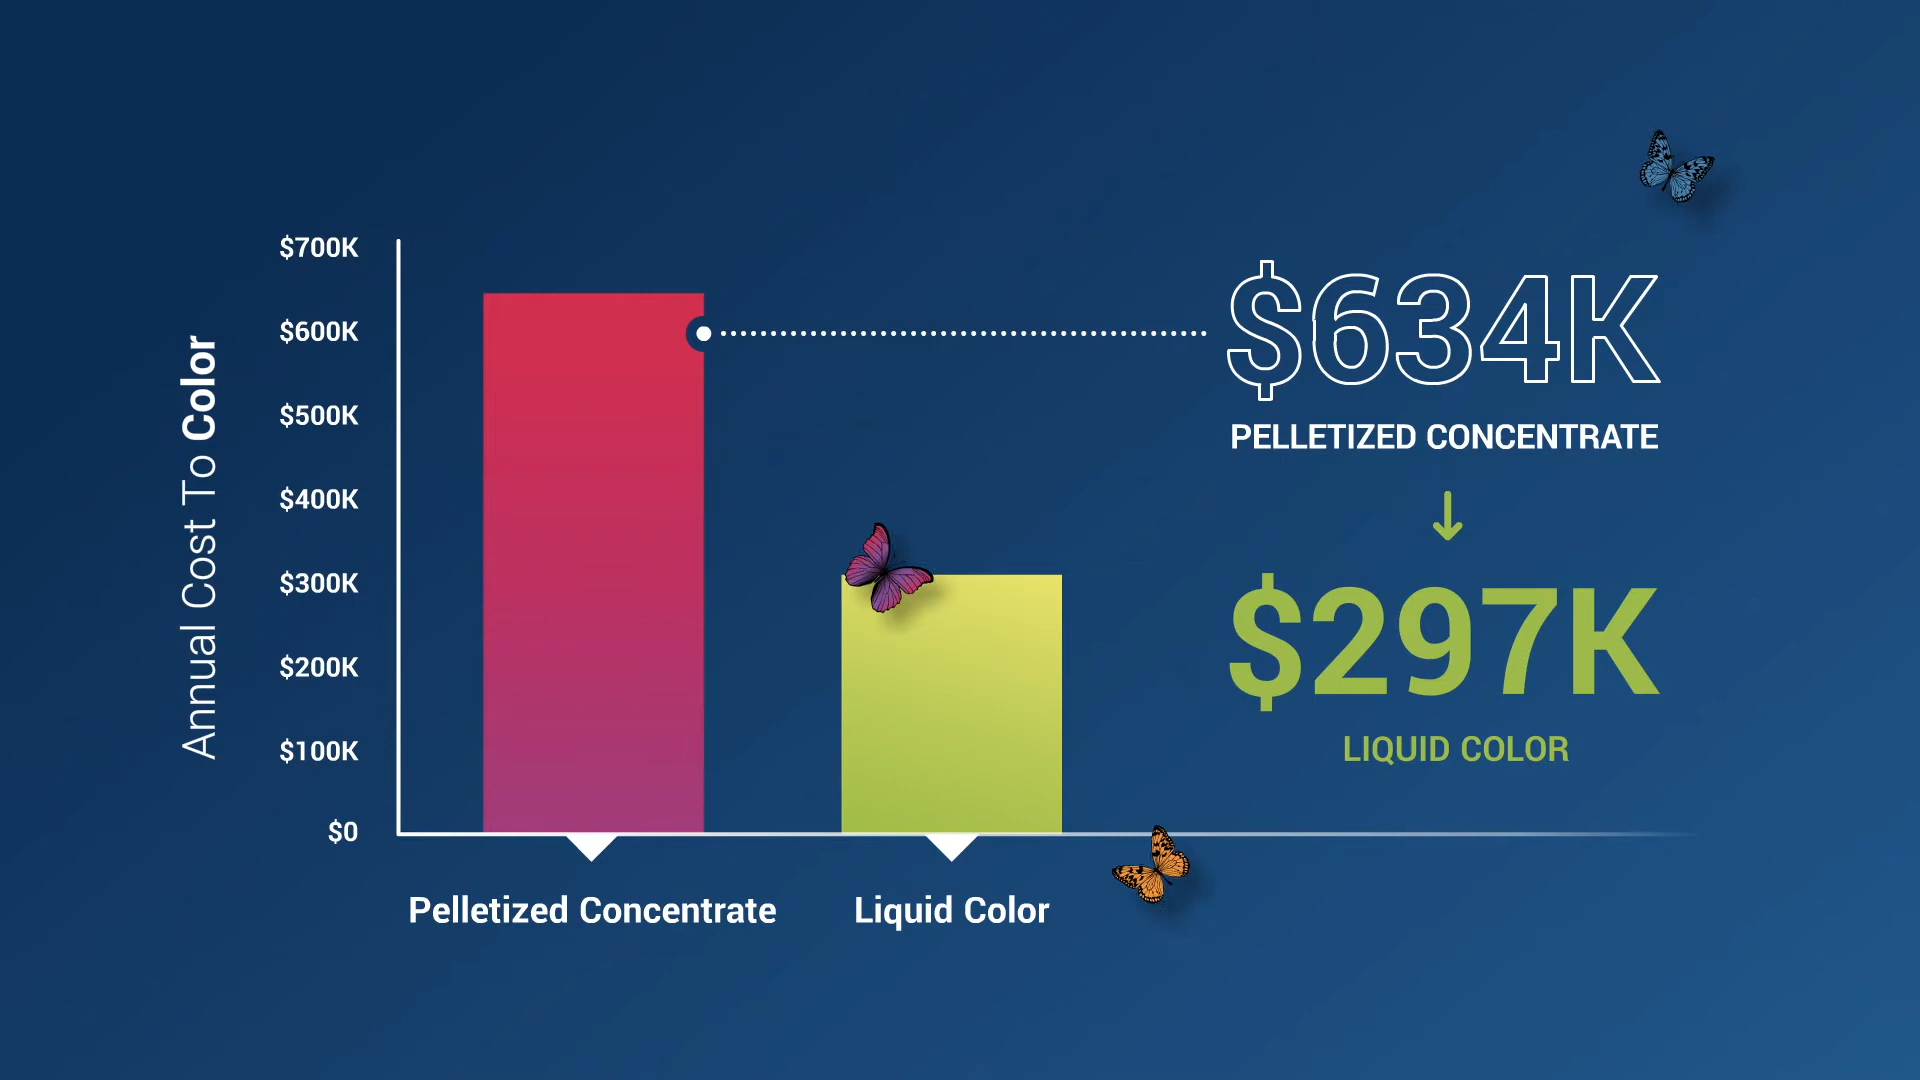 Annual Cost To Color
$700K
$600K
$500K
$400K
$300K
$200K
$100K
$0
Pelletized Concentrate
Liquid Color
$634K
PELLETIZED CONCENTRATE
$297K
LIQUID COLOR